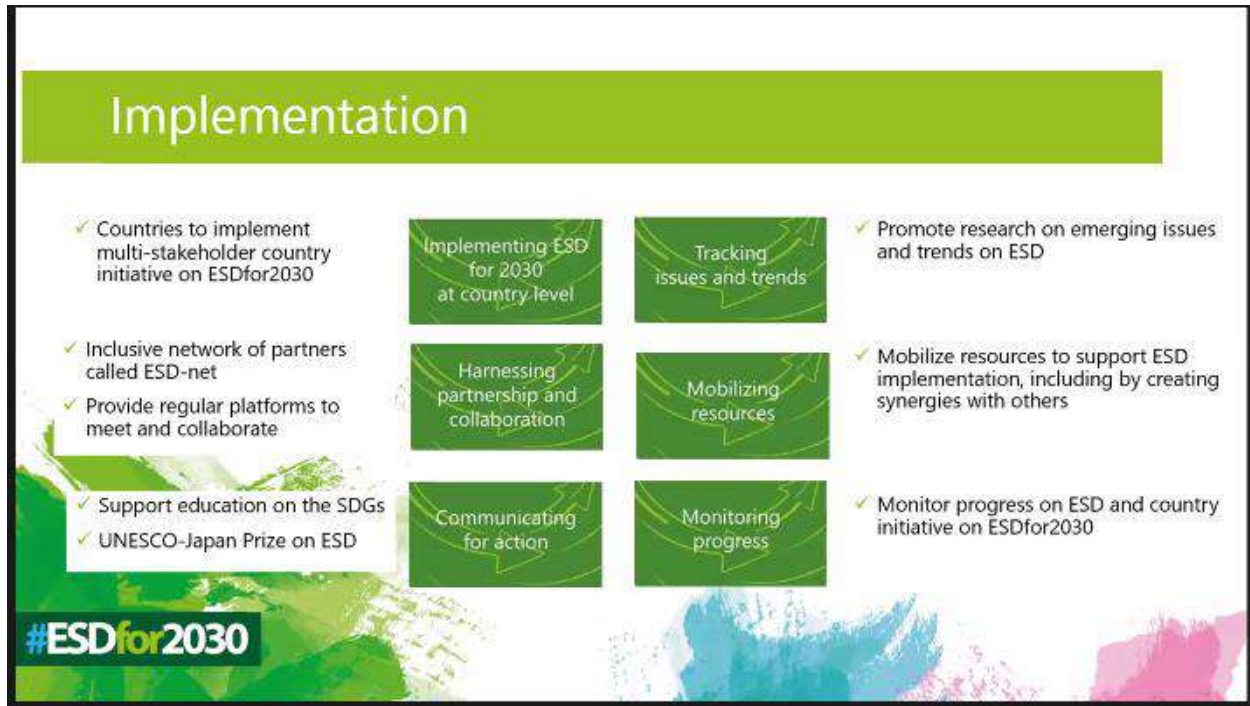 Implementation
Countries to implement
multi-stakeholder country
initiative on ESDfor2030
Implementing ESD
for 2030
at country level
Tracking
issues and trends
Promote research on emerging issues
and trends on ESD
Inclusive network of partners
called ESD-net
Provide regular platforms to
meet and collaborate
Harnessing
partnership and
collaboration
Mobilizing
resources
Mobilize resources to support ESD
implementation, including by creating
synergies with others
Support education on the SDGs
UNESCO-Japan Prize on ESD
Communicating
for action
Monitoring
progress
Monitor progress on ESD and country
initiative on ESDfor2030
#ESDfor2030